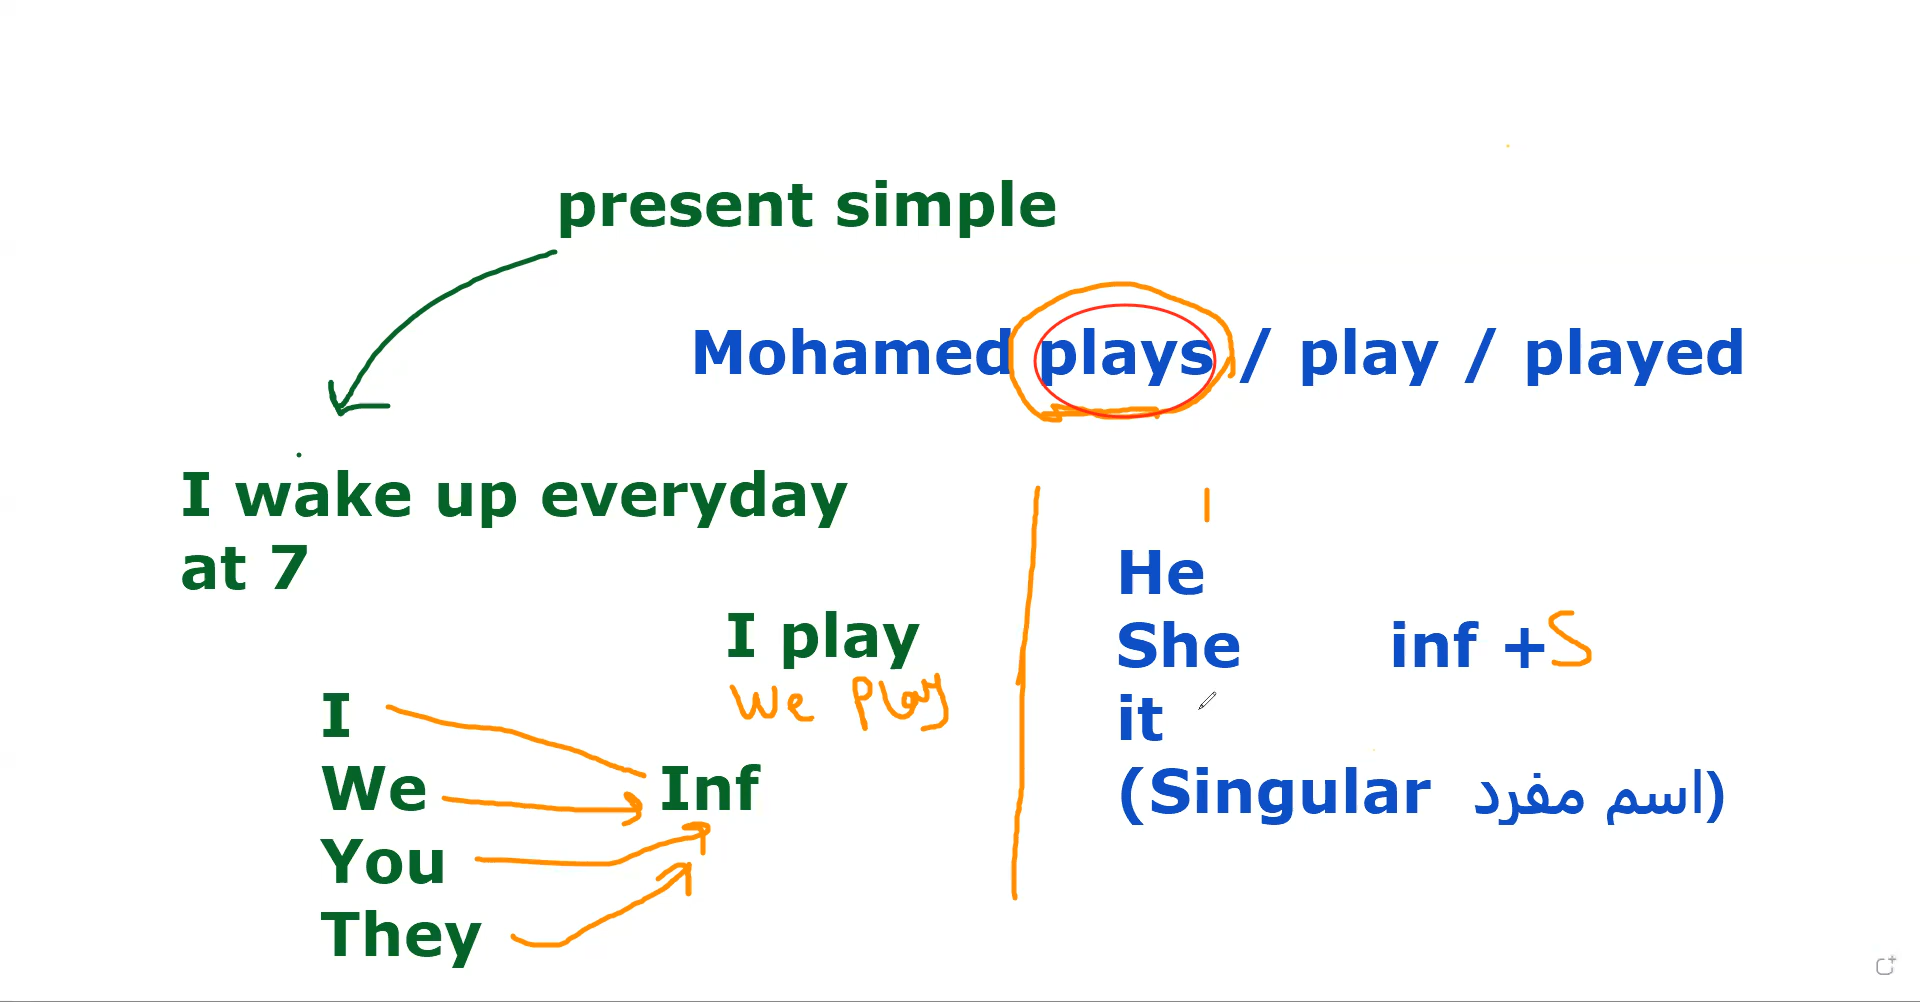 present simple
Mohamed plays / play / played
I wake up everyday
at 7
I play
We Play
I
We Inf
You
They
He
She inf +S
it
(Singular اسم مفرد)